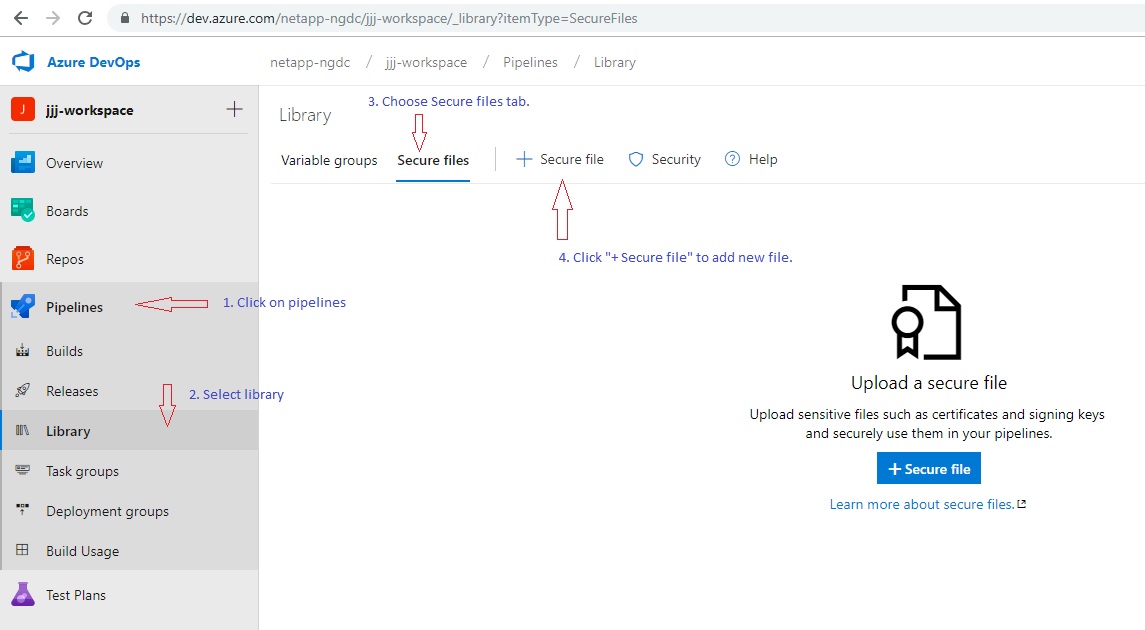 https://dev.azure.com/netapp-ngdc/jjj-workspace/_library?itemType=SecureFiles
Azure DevOps
netapp-ngdc / jjj-workspace / Pipelines / Library
J jjj-workspace
Overview
Boards
Repos
Pipelines
Builds
Releases
Library
Task groups
Deployment groups
Build Usage
Test Plans
1. Click on pipelines
2. Select library
3. Choose Secure files tab.
Library
Variable groups Secure files + Secure file Security ? Help
4. Click "+ Secure file" to add new file.
Upload a secure file
Upload sensitive files such as certificates and signing keys
and securely use them in your pipelines.
+ Secure file
Learn more about secure files.